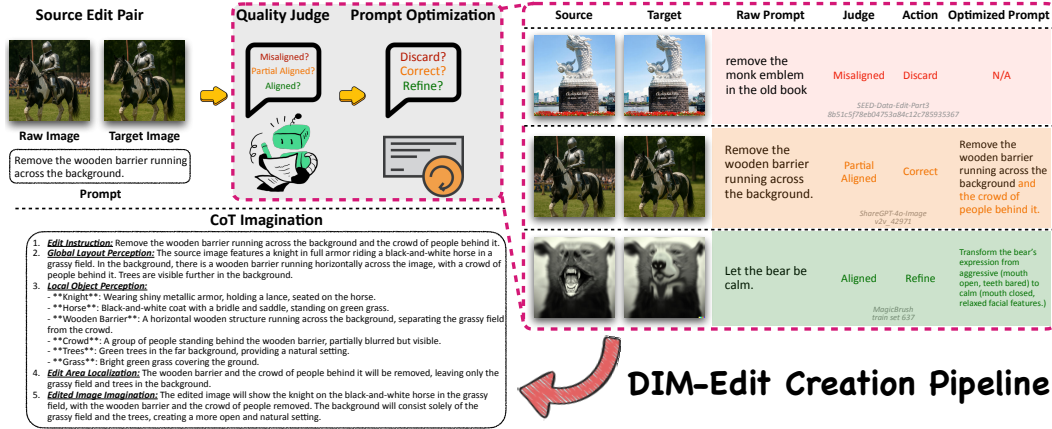 Source Edit Pair
Raw Image
Target Image
Remove the wooden barrier running
across the background.
Prompt
Quality Judge
Misaligned?
Partial Aligned?
Aligned?
Prompt Optimization
Discard?
Correct?
Refine?
Source
Target
Raw Prompt
Judge
Action
Optimized Prompt
remove the
monk emblem
in the old book
Misaligned
Discard
N/A
SEED-Data-Edit-Part3
8b51c5f78eb04753a84c12c785935367
Remove the
wooden barrier
running across
the background.
Partial
Aligned
Correct
Remove the
wooden barrier
running across the
background and
the crowd of
people behind it.
ShareGPT-4o-Image
v2v_42971
Let the bear be
calm.
Aligned
Refine
Transform the bear's
expression from
aggressive (mouth
open, teeth bared) to
calm (mouth closed,
relaxed facial features.)
MagicBrush
train set 637
CoT Imagination
1. Edit Instruction: Remove the wooden barrier running across the background and the crowd of people behind it.
2. Global Layout Perception: The source image features a knight in full armor riding a black-and-white horse in a
grassy field. In the background, there is a wooden barrier running horizontally across the image, with a crowd of
people behind it. Trees are visible further in the background.
3. Local Object Perception:
- **Knight**: Wearing shiny metallic armor, holding a lance, seated on the horse.
- **Horse**: Black-and-white coat with a bridle and saddle, standing on green grass.
- **Wooden Barrier**: A horizontal wooden structure running across the background, separating the grassy field
from the crowd.
- **Crowd**: A group of people standing behind the wooden barrier, partially blurred but visible.
- **Trees**: Green trees in the far background, providing a natural setting.
- **Grass**: Bright green grass covering the ground.
4. Edit Area Localization: The wooden barrier and the crowd of people behind it will be removed, leaving only the
grassy field and trees in the background.
5. Edited Image Imagination: The edited image will show the knight on the black-and-white horse in the grassy
field, with the wooden barrier and the crowd of people removed. The background will consist solely of the
grassy field and the trees, creating a more open and natural setting.
DIM-Edit Creation Pipeline